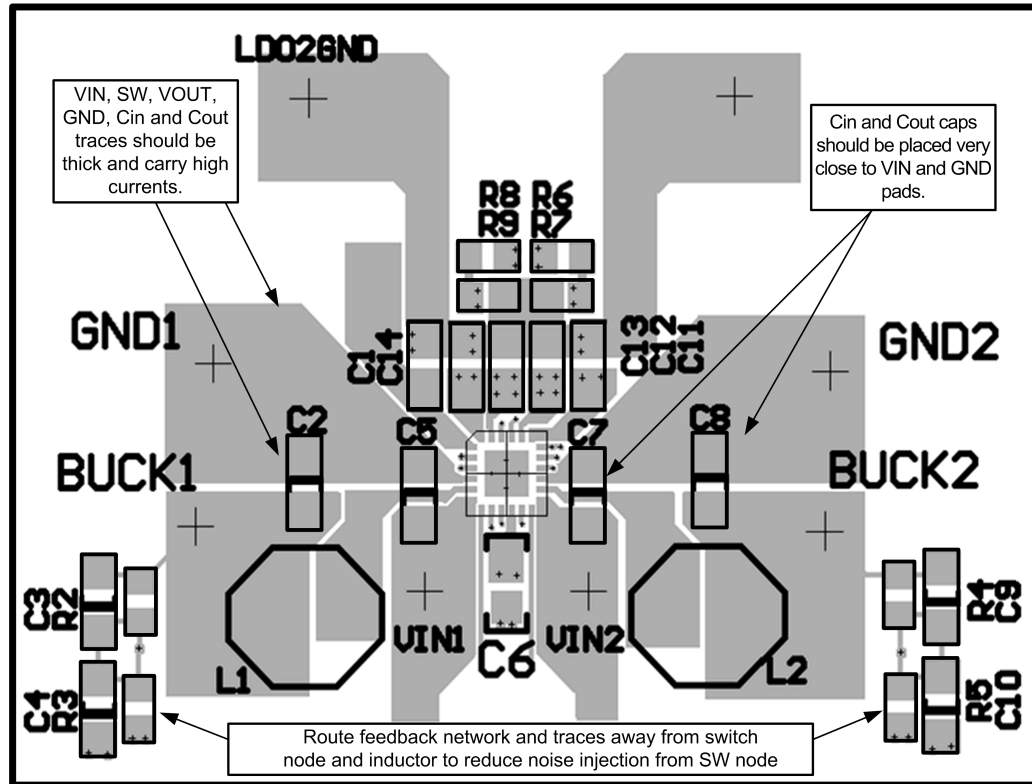 LDO2GND
VIN, SW, VOUT,
GND, Cin and Cout
traces should be
thick and carry high
currents.
Cin and Cout caps
should be placed very
close to VIN and GND
pads.
R8
R9
R6
R7
GND1
GND2
C1
C14
C13
C12
C11
C2
C5
C7
C8
BUCK1
BUCK2
C3
R2
R4
C9
VIN1
VIN2
C6
L1
L2
C4
R3
R5
C10
Route feedback network and traces away from switch
node and inductor to reduce noise injection from SW node